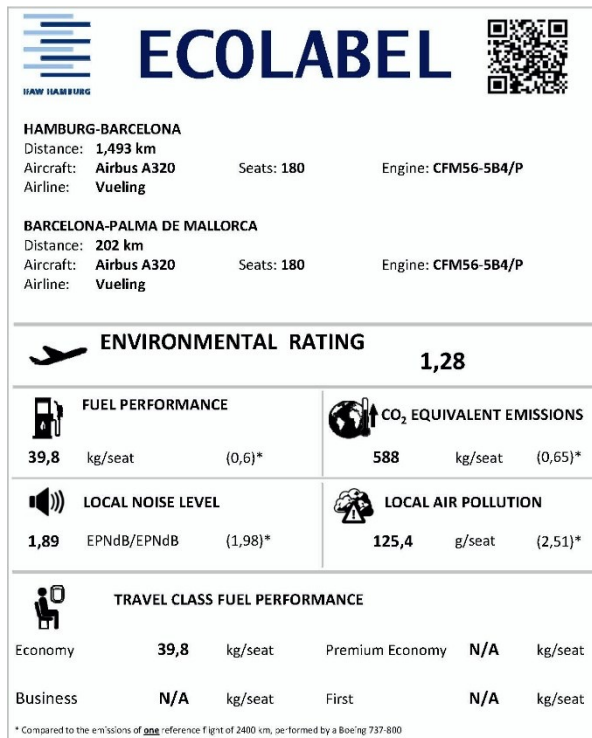 HAW HAMBURG
ECOLABEL
HAMBURG-BARCELONA
Distance: 1,493 km
Aircraft: Airbus A320 Seats: 180 Engine: CFM56-5B4/P
Airline: Vueling
BARCELONA-PALMA DE MALLORCA
Distance: 202 km
Aircraft: Airbus A320 Seats: 180 Engine: CFM56-5B4/P
Airline: Vueling
ENVIRONMENTAL RATING
1,28
FUEL PERFORMANCE
39,8 kg/seat (0,6)*
CO₂ EQUIVALENT EMISSIONS
588 kg/seat (0,65)*
LOCAL NOISE LEVEL
1,89 EPNdB/EPNdB (1,98)*
LOCAL AIR POLLUTION
125,4 g/seat (2,51)*
TRAVEL CLASS FUEL PERFORMANCE
Economy 39,8 kg/seat Premium Economy N/A kg/seat
Business N/A kg/seat First N/A kg/seat
* Compared to the emissions of one reference flight of 2400 km, performed by a Boeing 737-800